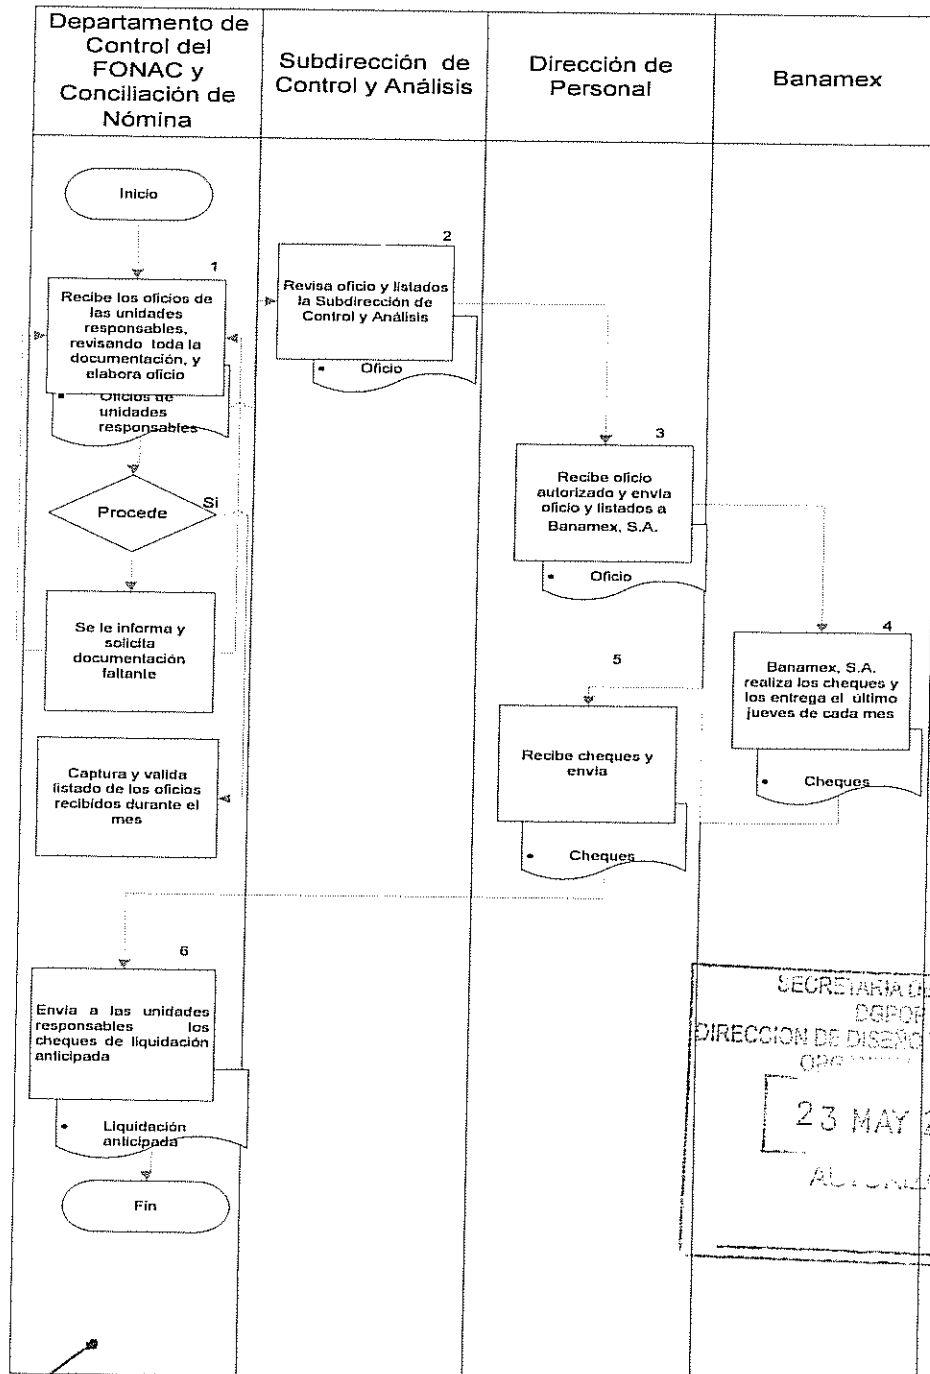 Departamento de
Control del
FONAC y
Conciliación de
Nómina
Subdirección de
Control y Análisis
Dirección de
Personal
Banamex
Inicio
1
Recibe los oficios de
las unidades
responsables,
revisando toda la
documentación, y
elabora oficio
Oficios de
unidades
responsables
Procede
Si
Se le informa y
solicita
documentación
faltante
Captura y valida
listado de los oficios
recibidos durante el
mes
2
Revisa oficio y listados
la Subdirección de
Control y Análisis
Oficio
3
Recibe oficio
autorizado y envía
oficio y listados a
Banamex, S.A.
Oficio
4
Banamex, S.A.
realiza los cheques y
los entrega el último
jueves de cada mes
Cheques
5
Recibe cheques y
envía
Cheques
6
Envía a las unidades
responsables los
cheques de liquidación
anticipada
Liquidación
anticipada
Fin
SECRETARIA
DGPOP
DIRECCION DE DISEÑO
23 MAY